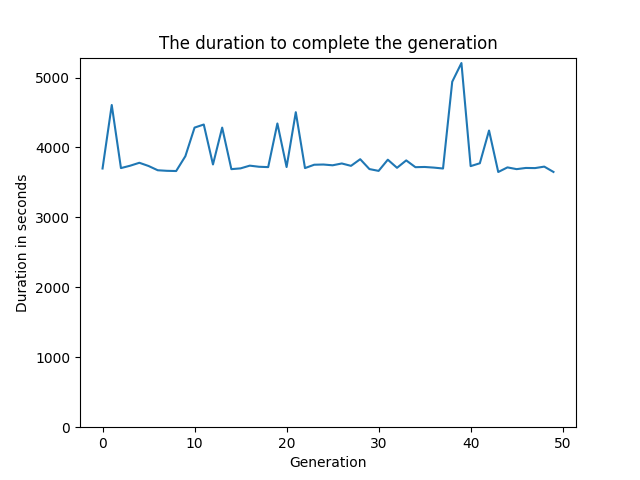 The duration to complete the generation
Duration in seconds
5000
4000
3000
2000
1000
0
0 10 20 30 40 50
Generation